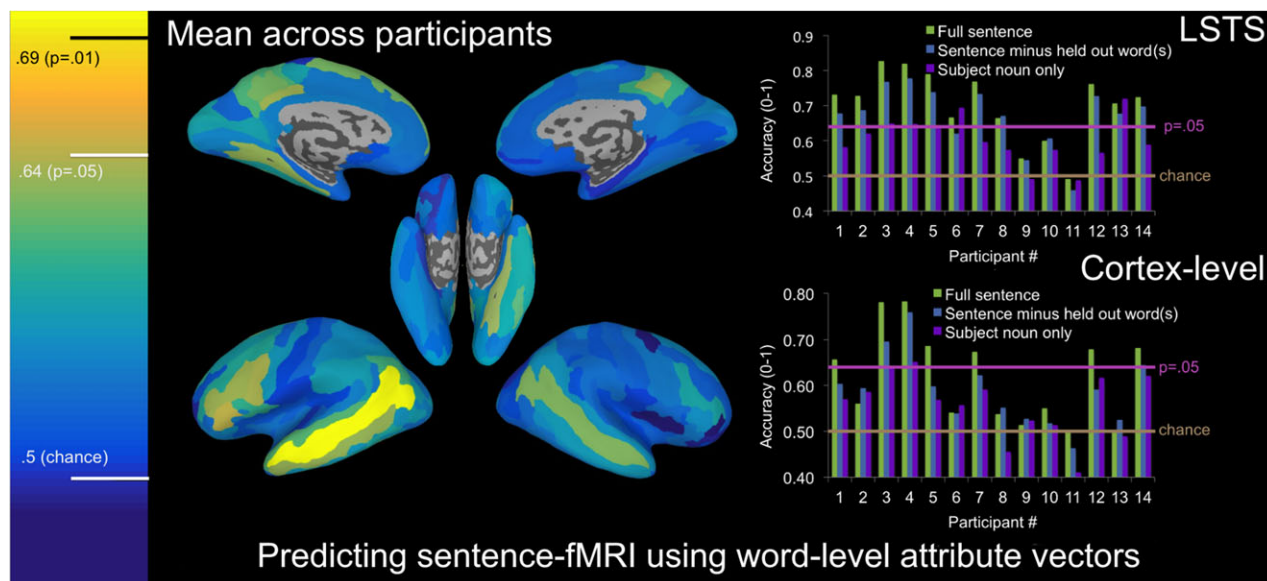 .69 (p=.01)
.64 (p=.05)
.5 (chance)
Mean across participants
LSTS
Full sentence
Sentence minus held out word(s)
Subject noun only
Accuracy (0-1)
0.9
0.8
0.7
0.6
0.5
0.4
p=.05
chance
1 2 3 4 5 6 7 8 9 10 11 12 13 14
Participant #
Cortex-level
Full sentence
Sentence minus held out word(s)
Subject noun only
Accuracy (0-1)
0.80
0.70
0.60
0.50
0.40
p=.05
chance
1 2 3 4 5 6 7 8 9 10 11 12 13 14
Participant #
Predicting sentence-fMRI using word-level attribute vectors